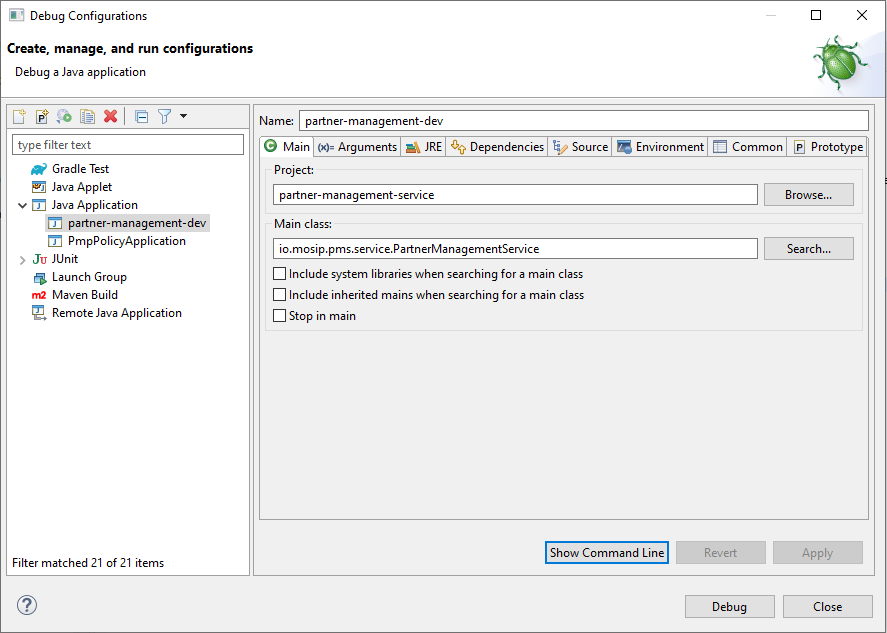 Debug Configurations
Create, manage, and run configurations
Debug a Java application
Name: partner-management-dev
type filter text
Main (x)= Arguments JRE Dependencies Source Environment Common P Prototype
Gradle Test
Java Applet
Java Application
partner-management-dev
PmpPolicyApplication
JU JUnit
Launch Group
m2 Maven Build
Remote Java Application
Filter matched 21 of 21 items
Project:
partner-management-service Browse...
Main class:
io.mosip.pms.service.PartnerManagementService Search...
Include system libraries when searching for a main class
Include inherited mains when searching for a main class
Stop in main
Show Command Line Revert Apply
? Debug Close